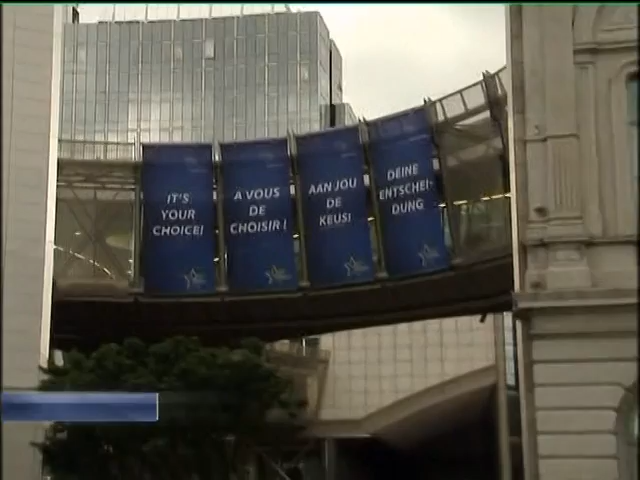 IT'S
YOUR
CHOICE!
A VOUS
DE
CHOISIR !
AAN JOU
DE
KEUS!
DEINE
ENTSCHEI-
DUNG